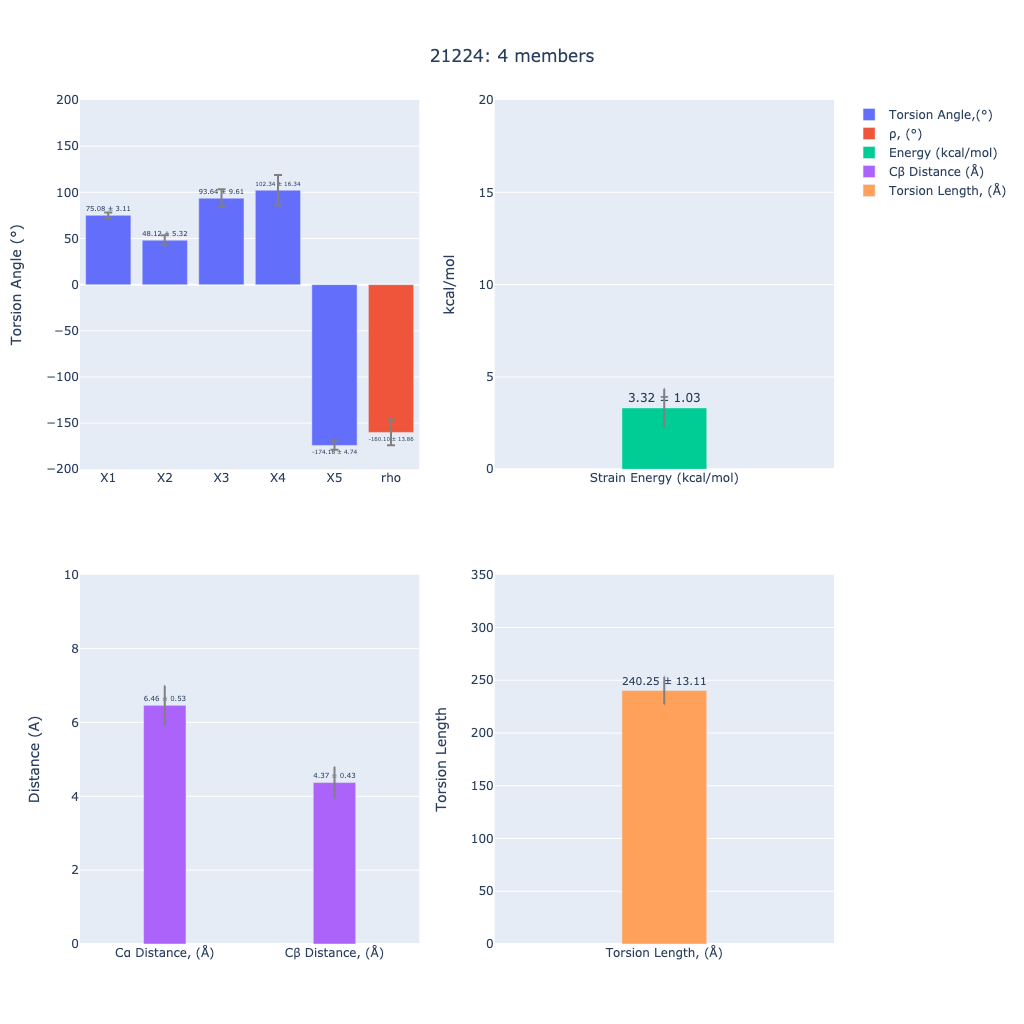 21224: 4 members
Torsion Angle (°)
200
150
100
50
0
−50
−100
−150
−200
75.08 ± 3.11
48.12 ± 5.32
93.64 ± 9.61
102.34 ± 16.34
-174.18 ± 4.74
-160.10 ± 13.86
X1 X2 X3 X4 X5 rho
kcal/mol
20
15
10
5
0
3.32 ± 1.03
Strain Energy (kcal/mol)
Torsion Angle,(°)
ρ, (°)
Energy (kcal/mol)
Cβ Distance (Å)
Torsion Length, (Å)
Distance (A)
10
8
6
4
2
0
6.46 ± 0.53
4.37 ± 0.43
Cα Distance, (Å) Cβ Distance, (Å)
Torsion Length
350
300
250
200
150
100
50
0
240.25 ± 13.11
Torsion Length, (Å)